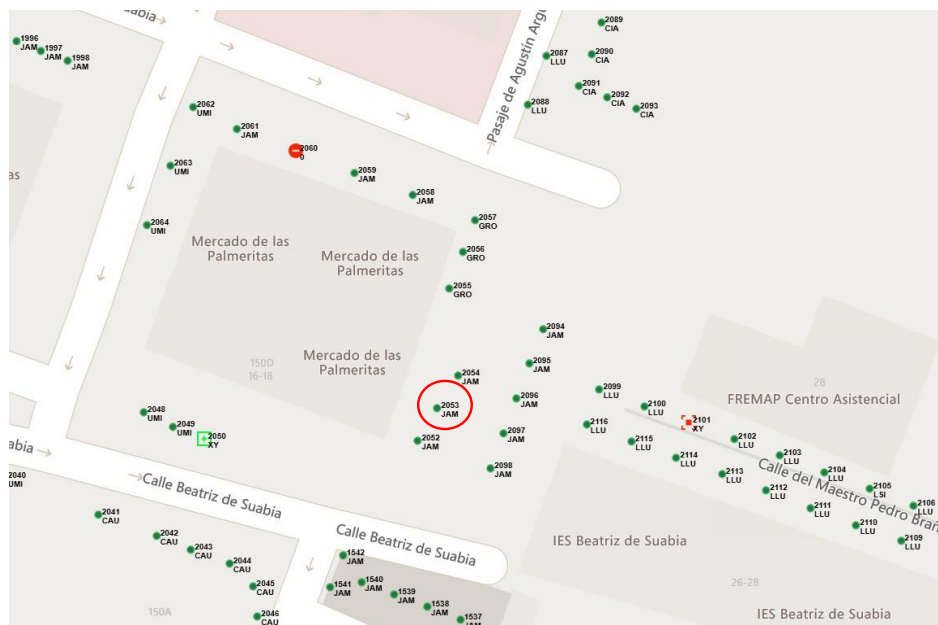 uabia
1996
JAM
1997
JAM
1998
JAM
2089
CIA
Pasaje de Agustín Argü
2087
LLU
2090
CIA
2091
CIA
2092
CIA
2093
CIA
2088
LLU
2062
UMI
2061
JAM
2060
0
2059
JAM
2058
JAM
2063
UMI
as
2064
UMI
2057
GRO
2056
GRO
2055
GRO
Mercado de las
Palmeritas
Mercado de las
Palmeritas
Mercado de las
Palmeritas
150D
16-18
2094
JAM
2095
JAM
2054
JAM
2053
JAM
2096
JAM
2052
JAM
2097
JAM
2098
JAM
2099
LLU
2100
LLU
2101
XY
28
FREMAP Centro Asistencial
2116
LLU
2115
LLU
2114
LLU
2113
LLU
2112
LLU
2111
LLU
2110
LLU
2109
LLU
2102
LLU
2103
LLU
2104
LLU
2105
LSI
2106
LLU
Calle del Maestro Pedro Bran
2048
UMI
2049
UMI
2050
XY
abia
2040
UMI
Calle Beatriz de Suabia
Calle Beatriz de Suabia
2041
CAU
2042
CAU
2043
CAU
2044
CAU
2045
CAU
2046
CAU
150A
1542
JAM
1541
JAM
1540
JAM
1539
JAM
1538
JAM
1537
JAM
IES Beatriz de Suabia
26-28
IES Beatriz de Suabia